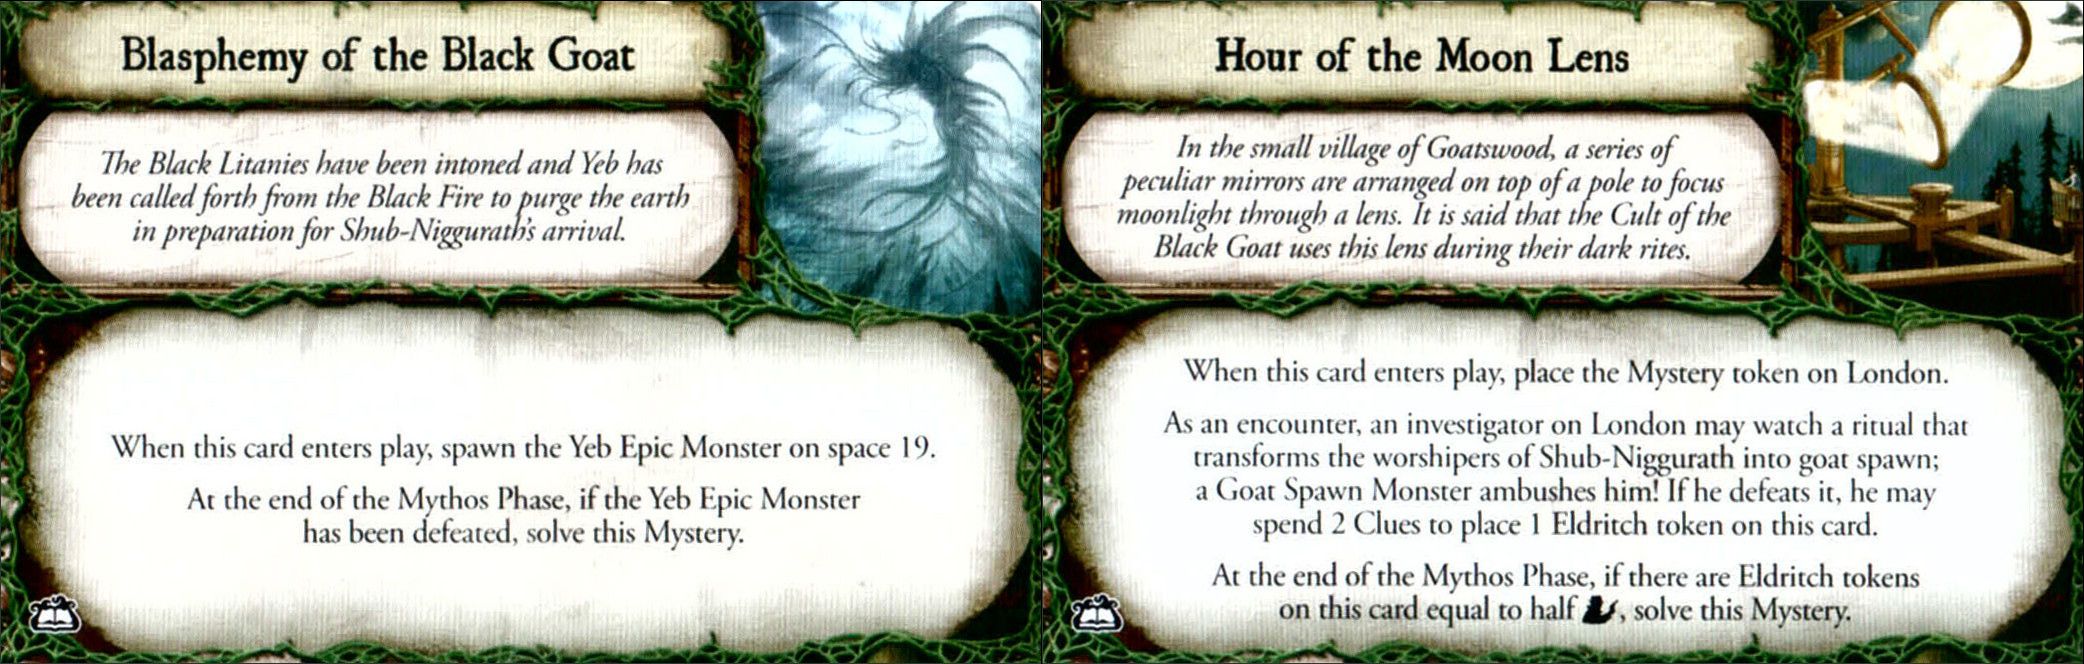 Blasphemy of the Black Goat
The Black Litanies have been intoned and Yeb has
been called forth from the Black Fire to purge the earth
in preparation for Shub-Niggurath's arrival.
When this card enters play, spawn the Yeb Epic Monster on space 19.
At the end of the Mythos Phase, if the Yeb Epic Monster
has been defeated, solve this Mystery.
Hour of the Moon Lens
In the small village of Goatswood, a series of
peculiar mirrors are arranged on top of a pole to focus
moonlight through a lens. It is said that the Cult of the
Black Goat uses this lens during their dark rites.
When this card enters play, place the Mystery token on London.
As an encounter, an investigator on London may watch a ritual that
transforms the worshipers of Shub-Niggurath into goat spawn;
a Goat Spawn Monster ambushes him! If he defeats it, he may
spend 2 Clues to place 1 Eldritch token on this card.
At the end of the Mythos Phase, if there are Eldritch tokens
on this card equal to half , solve this Mystery.